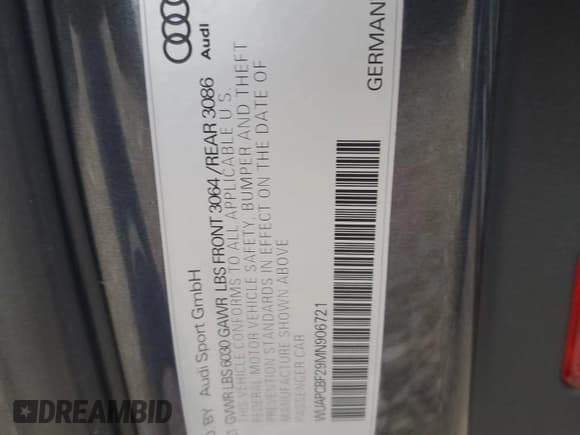 D BY Audi Sport GmbH
GVWR LBS 6030 GAWR LBS FRONT 3064 / REAR 3086
THIS VEHICLE CONFORMS TO ALL APPLICABLE U S
FEDERAL MOTOR VEHICLE SAFETY, BUMPER AND THEFT
PREVENTION STANDARDS IN EFFECT ON THE DATE OF
MANUFACTURE SHOWN ABOVE
PASSENGER CAR
WUAPCBF29MN906721
Audi
GERMAN
DREAMBID